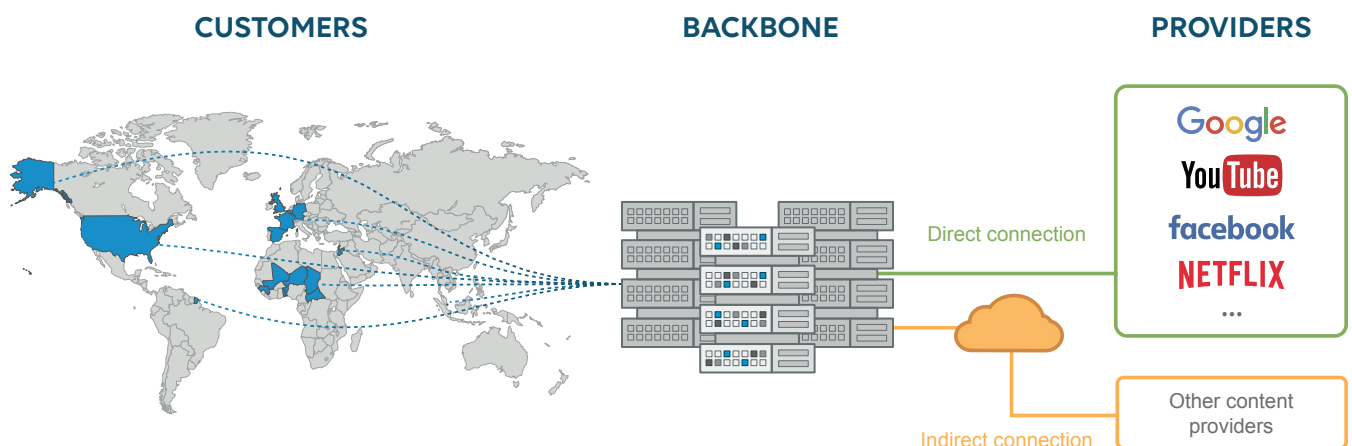 CUSTOMERS
BACKBONE
PROVIDERS
Google
YouTube
facebook
NETFLIX
...
Direct connection
Other content
providers
Indirect connection